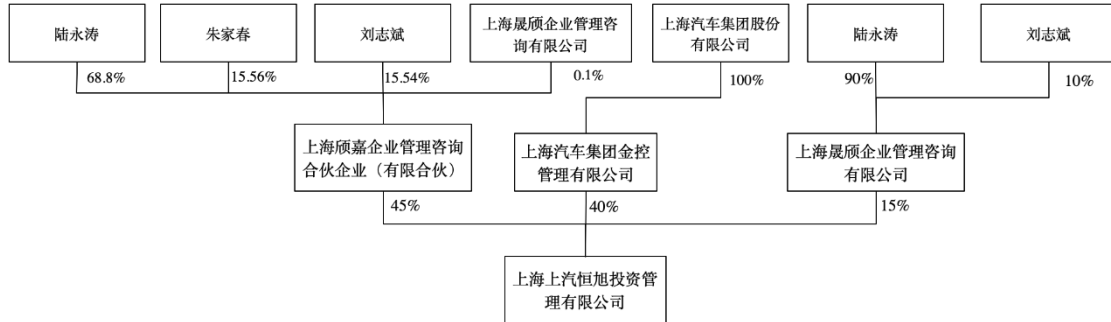 陆永涛
朱家春
刘志斌
上海晟颀企业管理咨
询有限公司
上海汽车集团股份
有限公司
陆永涛
刘志斌
68.8%
15.56%
15.54%
0.1%
100%
90%
10%
上海颀嘉企业管理咨询
合伙企业（有限合伙）
上海汽车集团金控
管理有限公司
上海晟颀企业管理咨询
有限公司
45%
40%
15%
上海上汽恒旭投资管
理有限公司